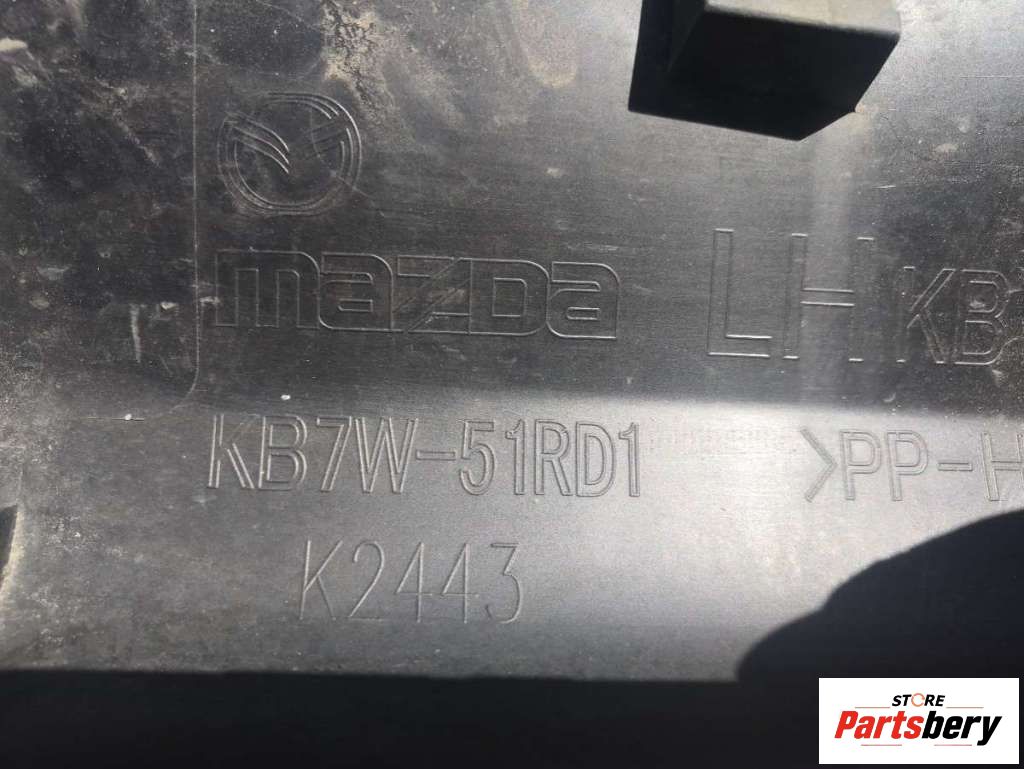 mazda LH KB
KB7W-51RD1 >PP-H
K2443
STORE
Partsbery